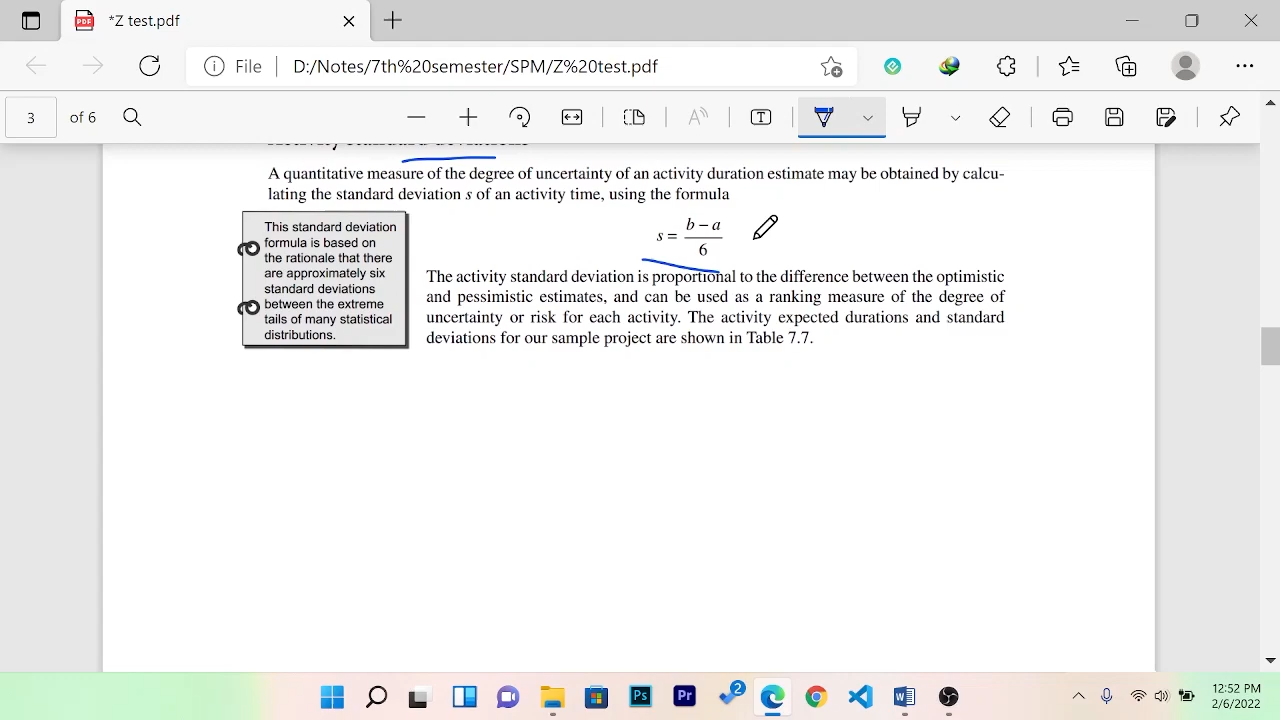 *Z test.pdf
File
D:/Notes/7th%20semester/SPM/Z%20test.pdf
3
of 6
Activity standard deviations
A quantitative measure of the degree of uncertainty of an activity duration estimate may be obtained by calcu-
lating the standard deviation s of an activity time, using the formula
s = (b – a)/6
This standard deviation
formula is based on
the rationale that there
are approximately six
standard deviations
between the extreme
tails of many statistical
distributions.
The activity standard deviation is proportional to the difference between the optimistic
and pessimistic estimates, and can be used as a ranking measure of the degree of
uncertainty or risk for each activity. The activity expected durations and standard
deviations for our sample project are shown in Table 7.7.
Ps
Pr
2
12:52 PM
2/6/2022